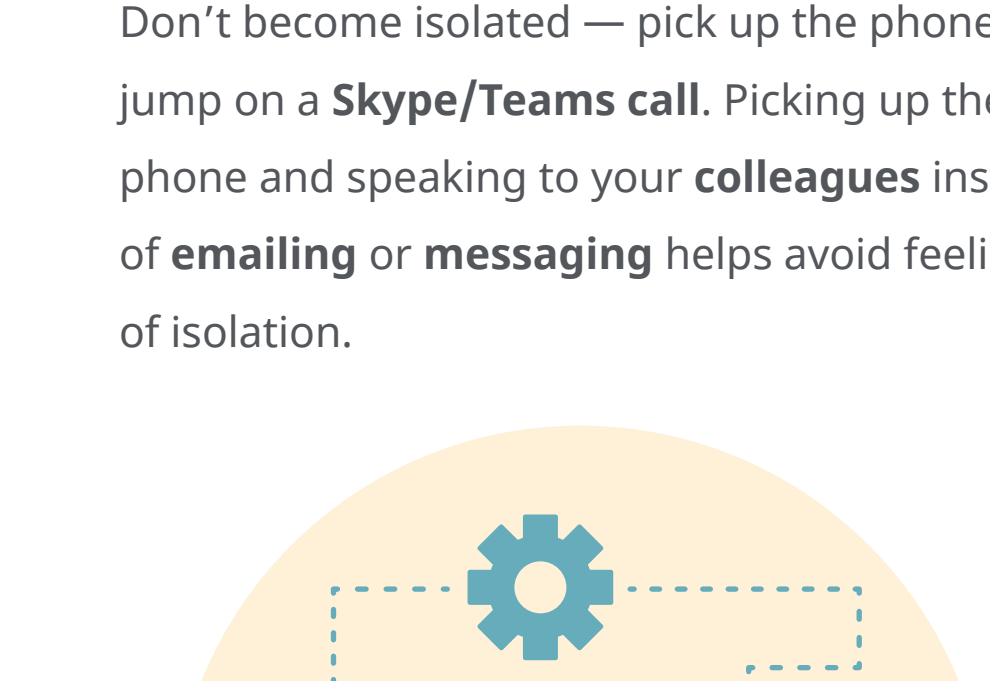 Don’t become isolated — pick up the phone
jump on a Skype/Teams call. Picking up the
phone and speaking to your colleagues ins
of emailing or messaging helps avoid feeli
of isolation.